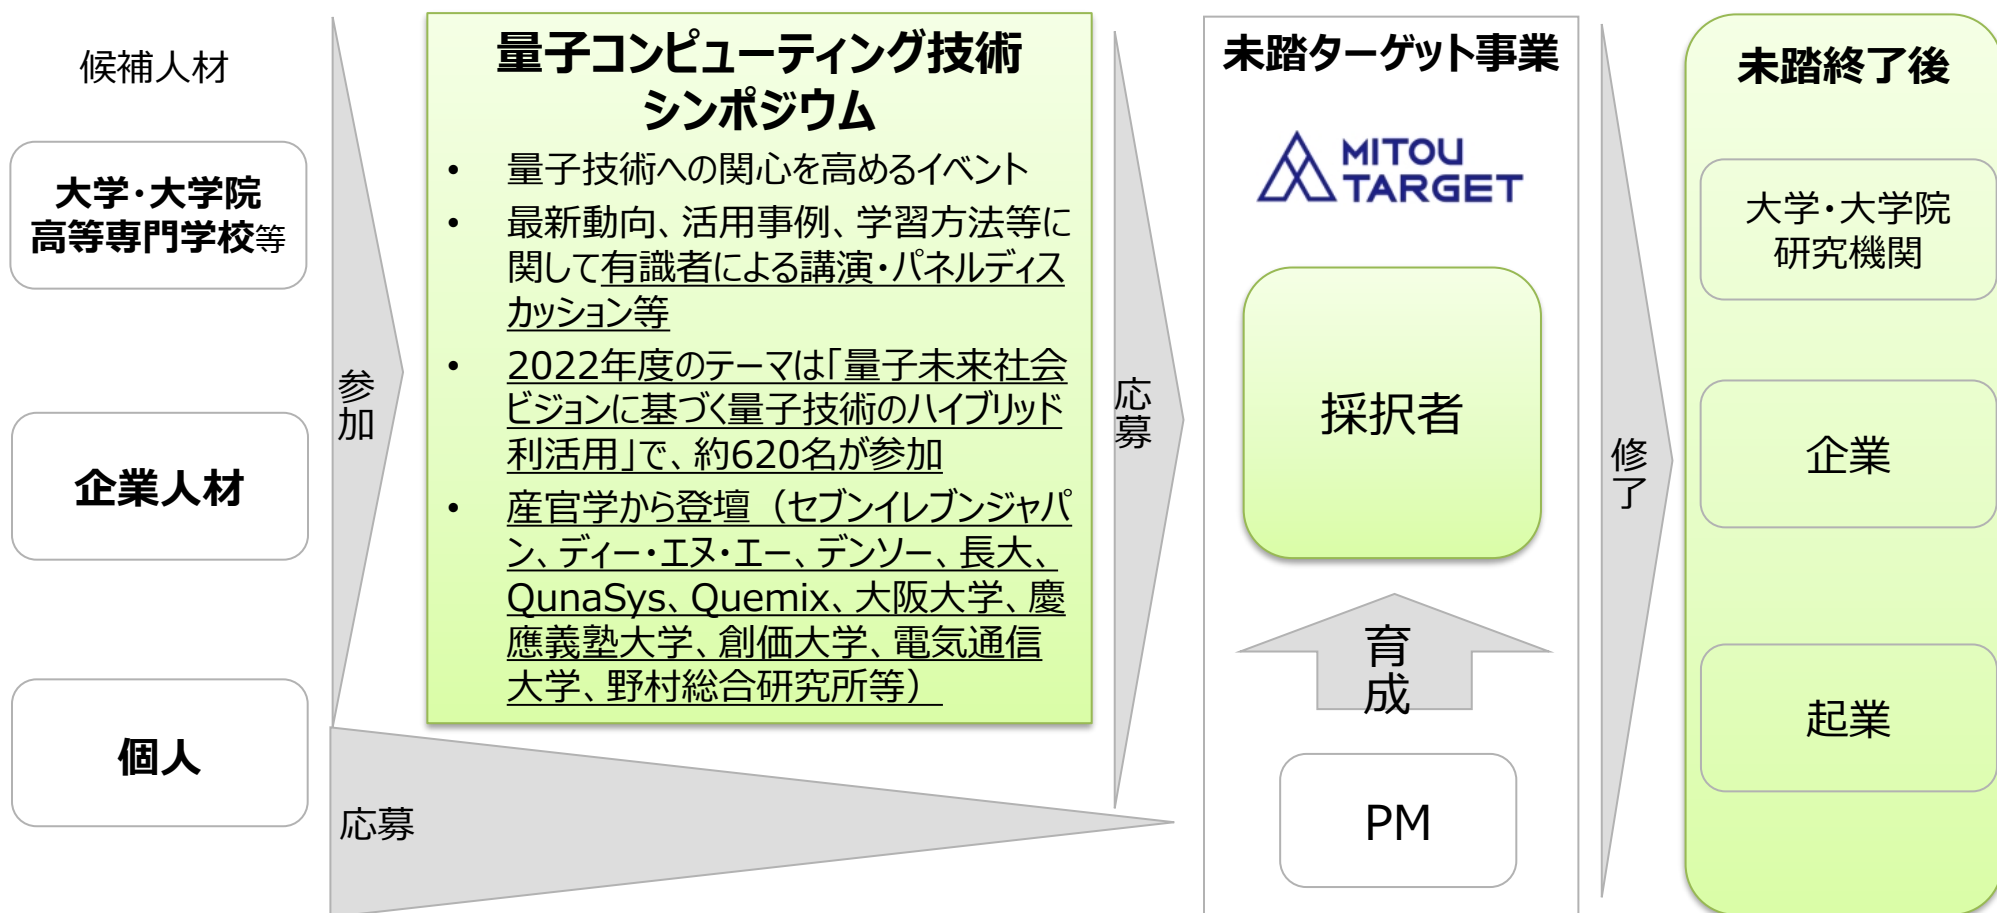 候補人材
大学・大学院
高等専門学校等
企業人材
個人
参加
応募
量子コンピューティング技術
シンポジウム
• 量子技術への関心を高めるイベント
• 最新動向、活用事例、学習方法等に
関して有識者による講演・パネルディス
カッション等
• 2022年度のテーマは「量子未来社会
ビジョンに基づく量子技術のハイブリッド
利活用」で、約620名が参加
• 産官学から登壇（セブンイレブンジャパ
ン、ディー・エヌ・エー、デンソー、長大、
QunaSys、Quemix、大阪大学、慶
應義塾大学、創価大学、電気通信
大学、野村総合研究所等）
応募
未踏ターゲット事業
MITOU
TARGET
採択者
育成
PM
修了
未踏終了後
大学・大学院
研究機関
企業
起業